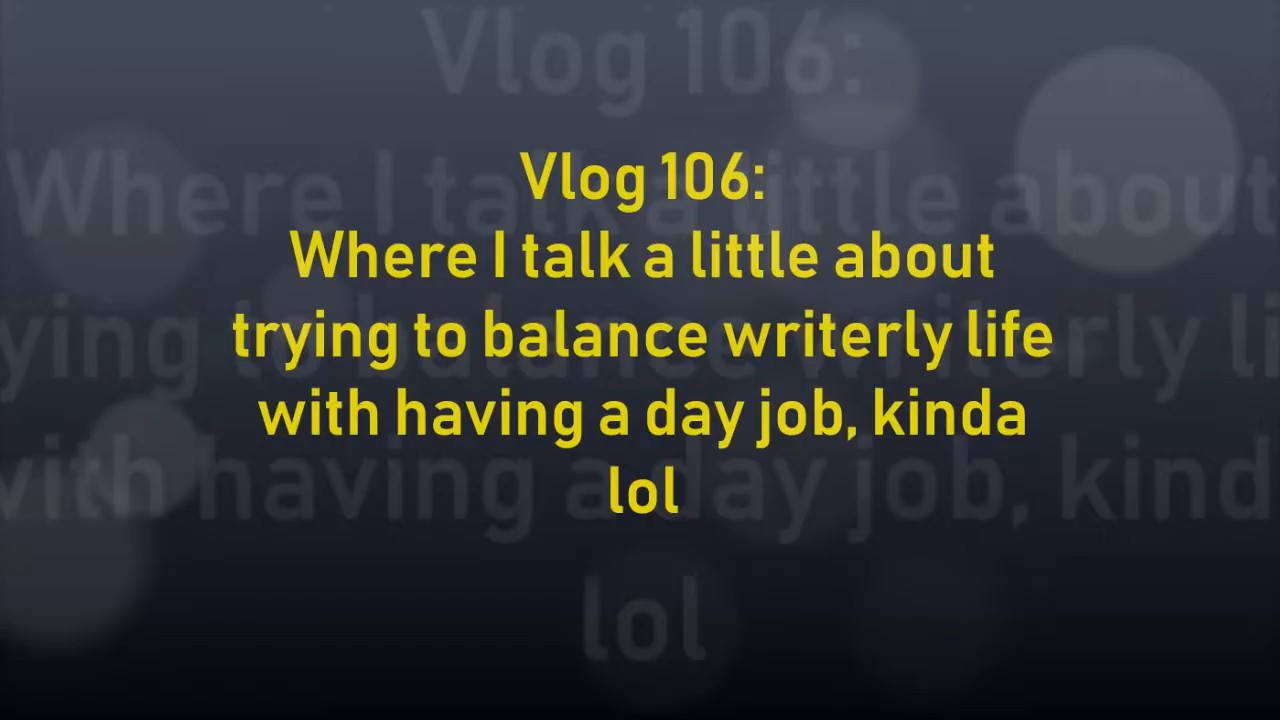 Vlog 106:
Where I talk a little about
trying to balance writerly life
with having a day job, kinda
lol